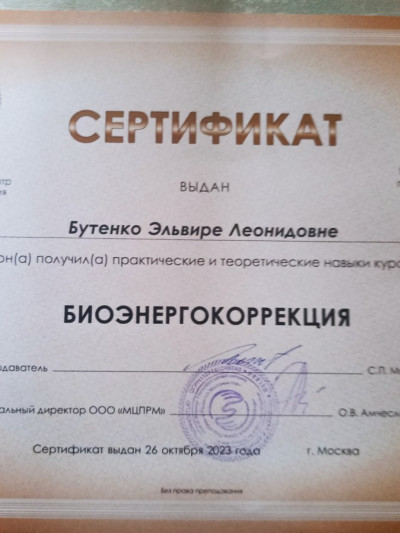 СЕРТИФИКАТ
ВЫДАН
Бутенко Эльвире Леонидовне
он(а) получил(а) практические и теоретические навыки
БИОЭНЕРГОКОРРЕКЦИЯ
С.П.
директор ООО «МЦПРМ» О.В.
Сертификат выдан 26 октября 2023 года г. Москва
Без права преподавания